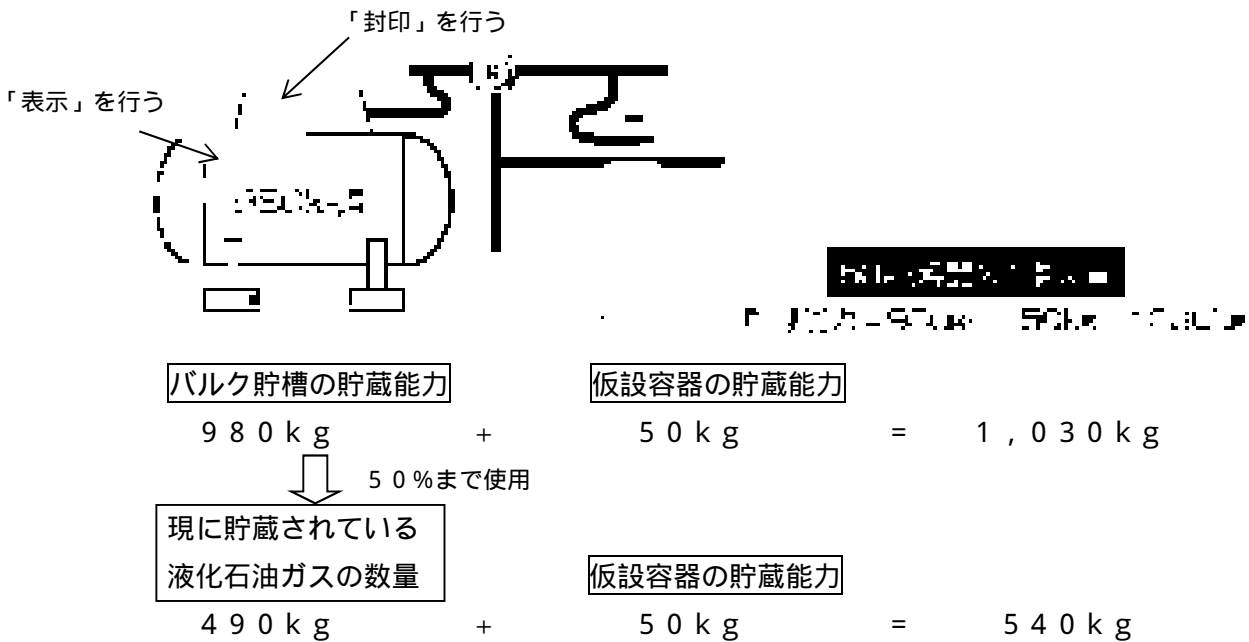 「封印」を行う
「表示」を行う
バルク貯槽の貯蔵能力 仮設容器の貯蔵能力
980kg + 50kg = 1,030kg
50%まで使用
現に貯蔵されている
液化石油ガスの数量 仮設容器の貯蔵能力
490kg + 50kg = 540kg